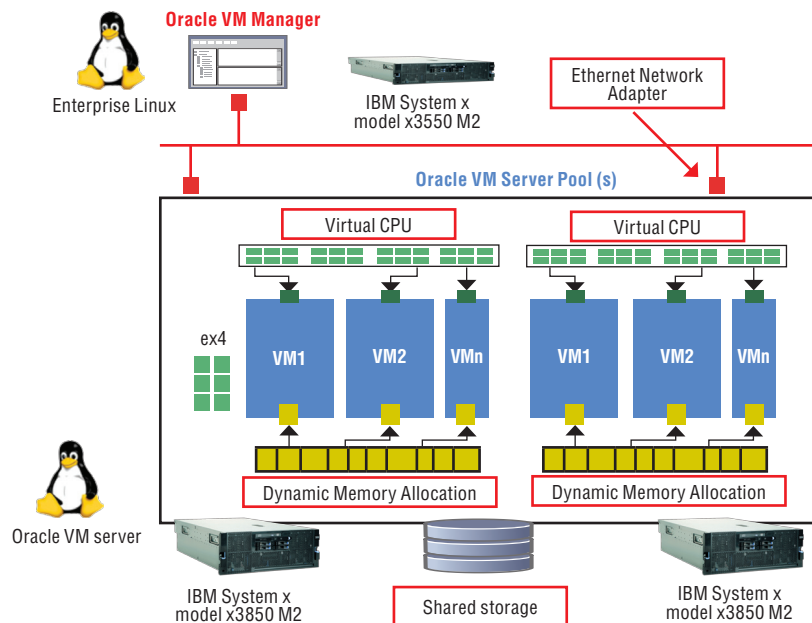 Oracle VM Manager
Enterprise Linux
IBM System x
model x3550 M2
Ethernet Network
Adapter
Oracle VM Server Pool (s)
Virtual CPU
Virtual CPU
ex4
VM1
VM2
VMn
VM1
VM2
VMn
Dynamic Memory Allocation
Dynamic Memory Allocation
Oracle VM server
IBM System x
model x3850 M2
Shared storage
IBM System x
model x3850 M2